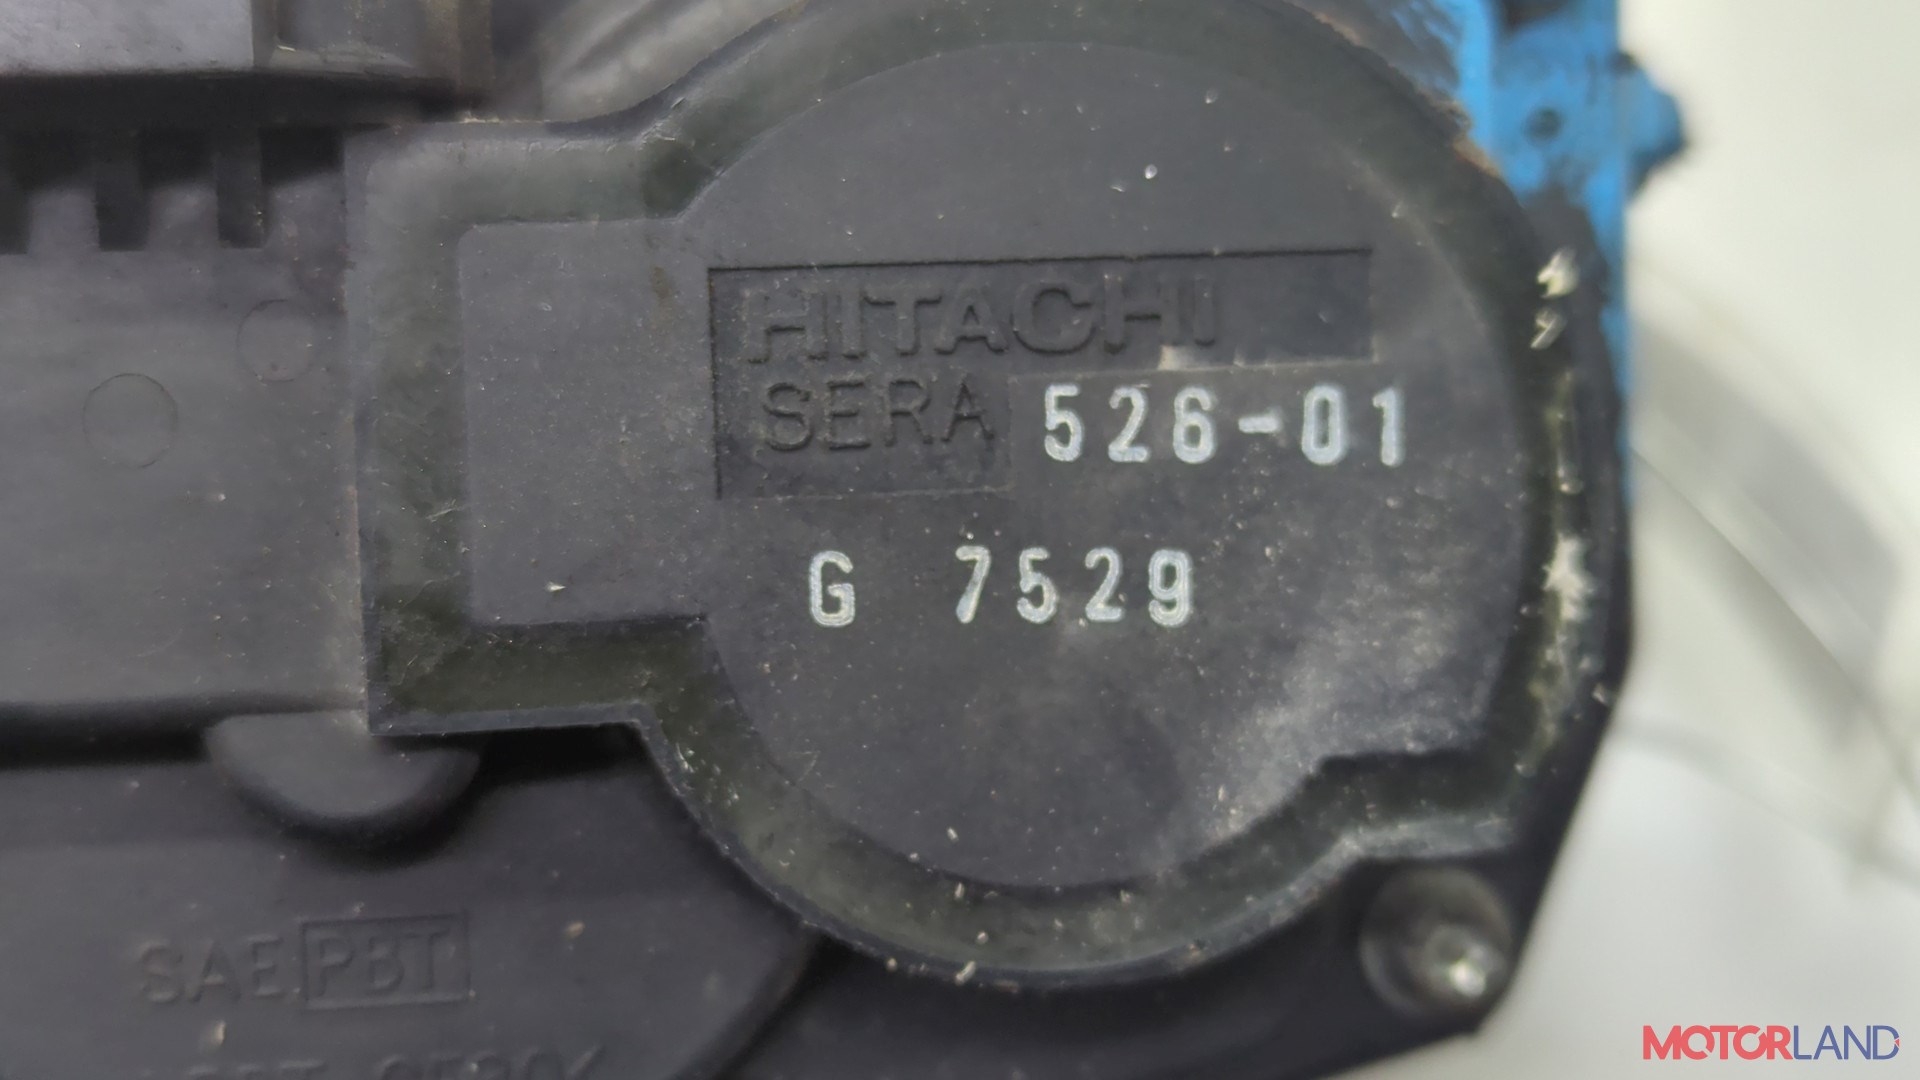 HITACHI
SERA 526-01
G 7529
SAE PBT
MOTORLAND